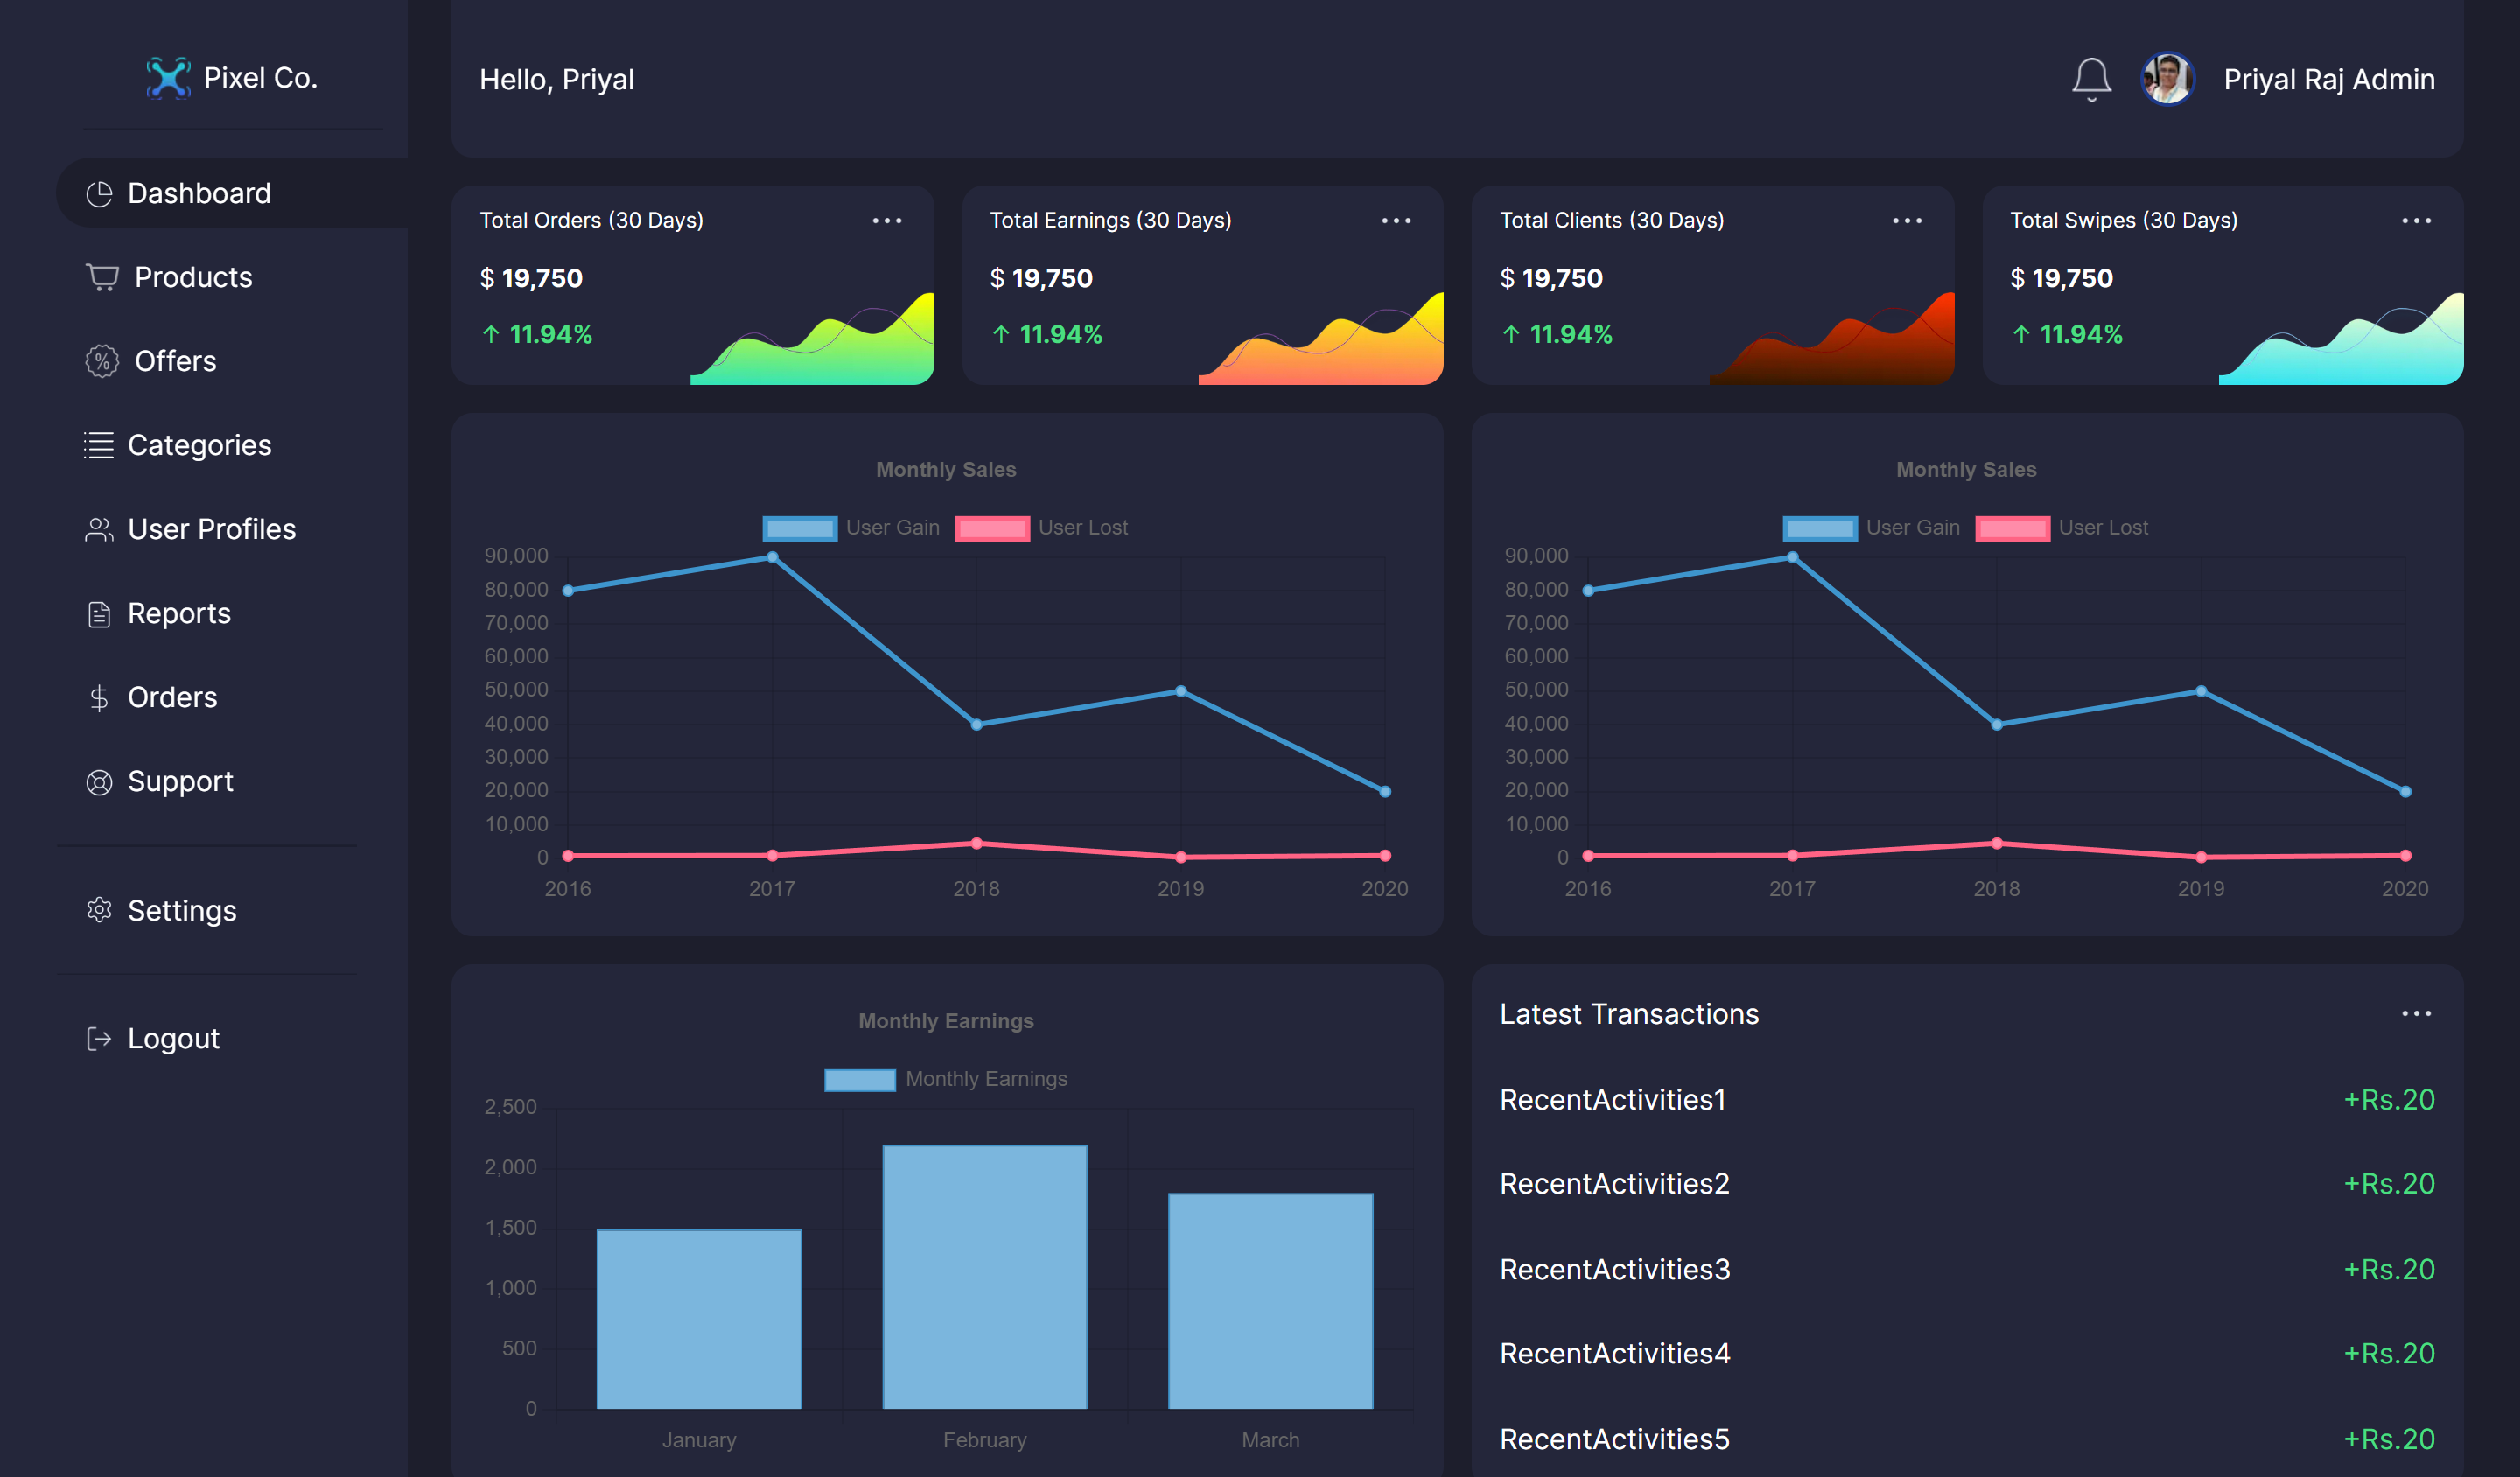 Pixel Co.
Dashboard
Products
Offers
Categories
User Profiles
Reports
Orders
Support
Settings
Logout
Hello, Priyal
Priyal Raj Admin
Total Orders (30 Days)
$ 19,750
↑ 11.94%
Total Earnings (30 Days)
$ 19,750
↑ 11.94%
Total Clients (30 Days)
$ 19,750
↑ 11.94%
Total Swipes (30 Days)
$ 19,750
↑ 11.94%
Monthly Sales
User Gain User Lost
90,000
80,000
70,000
60,000
50,000
40,000
30,000
20,000
10,000
0
2016 2017 2018 2019 2020
Monthly Sales
User Gain User Lost
90,000
80,000
70,000
60,000
50,000
40,000
30,000
20,000
10,000
0
2016 2017 2018 2019 2020
Monthly Earnings
Monthly Earnings
2,500
2,000
1,500
1,000
500
0
January February March
Latest Transactions
RecentActivities1 +Rs.20
RecentActivities2 +Rs.20
RecentActivities3 +Rs.20
RecentActivities4 +Rs.20
RecentActivities5 +Rs.20